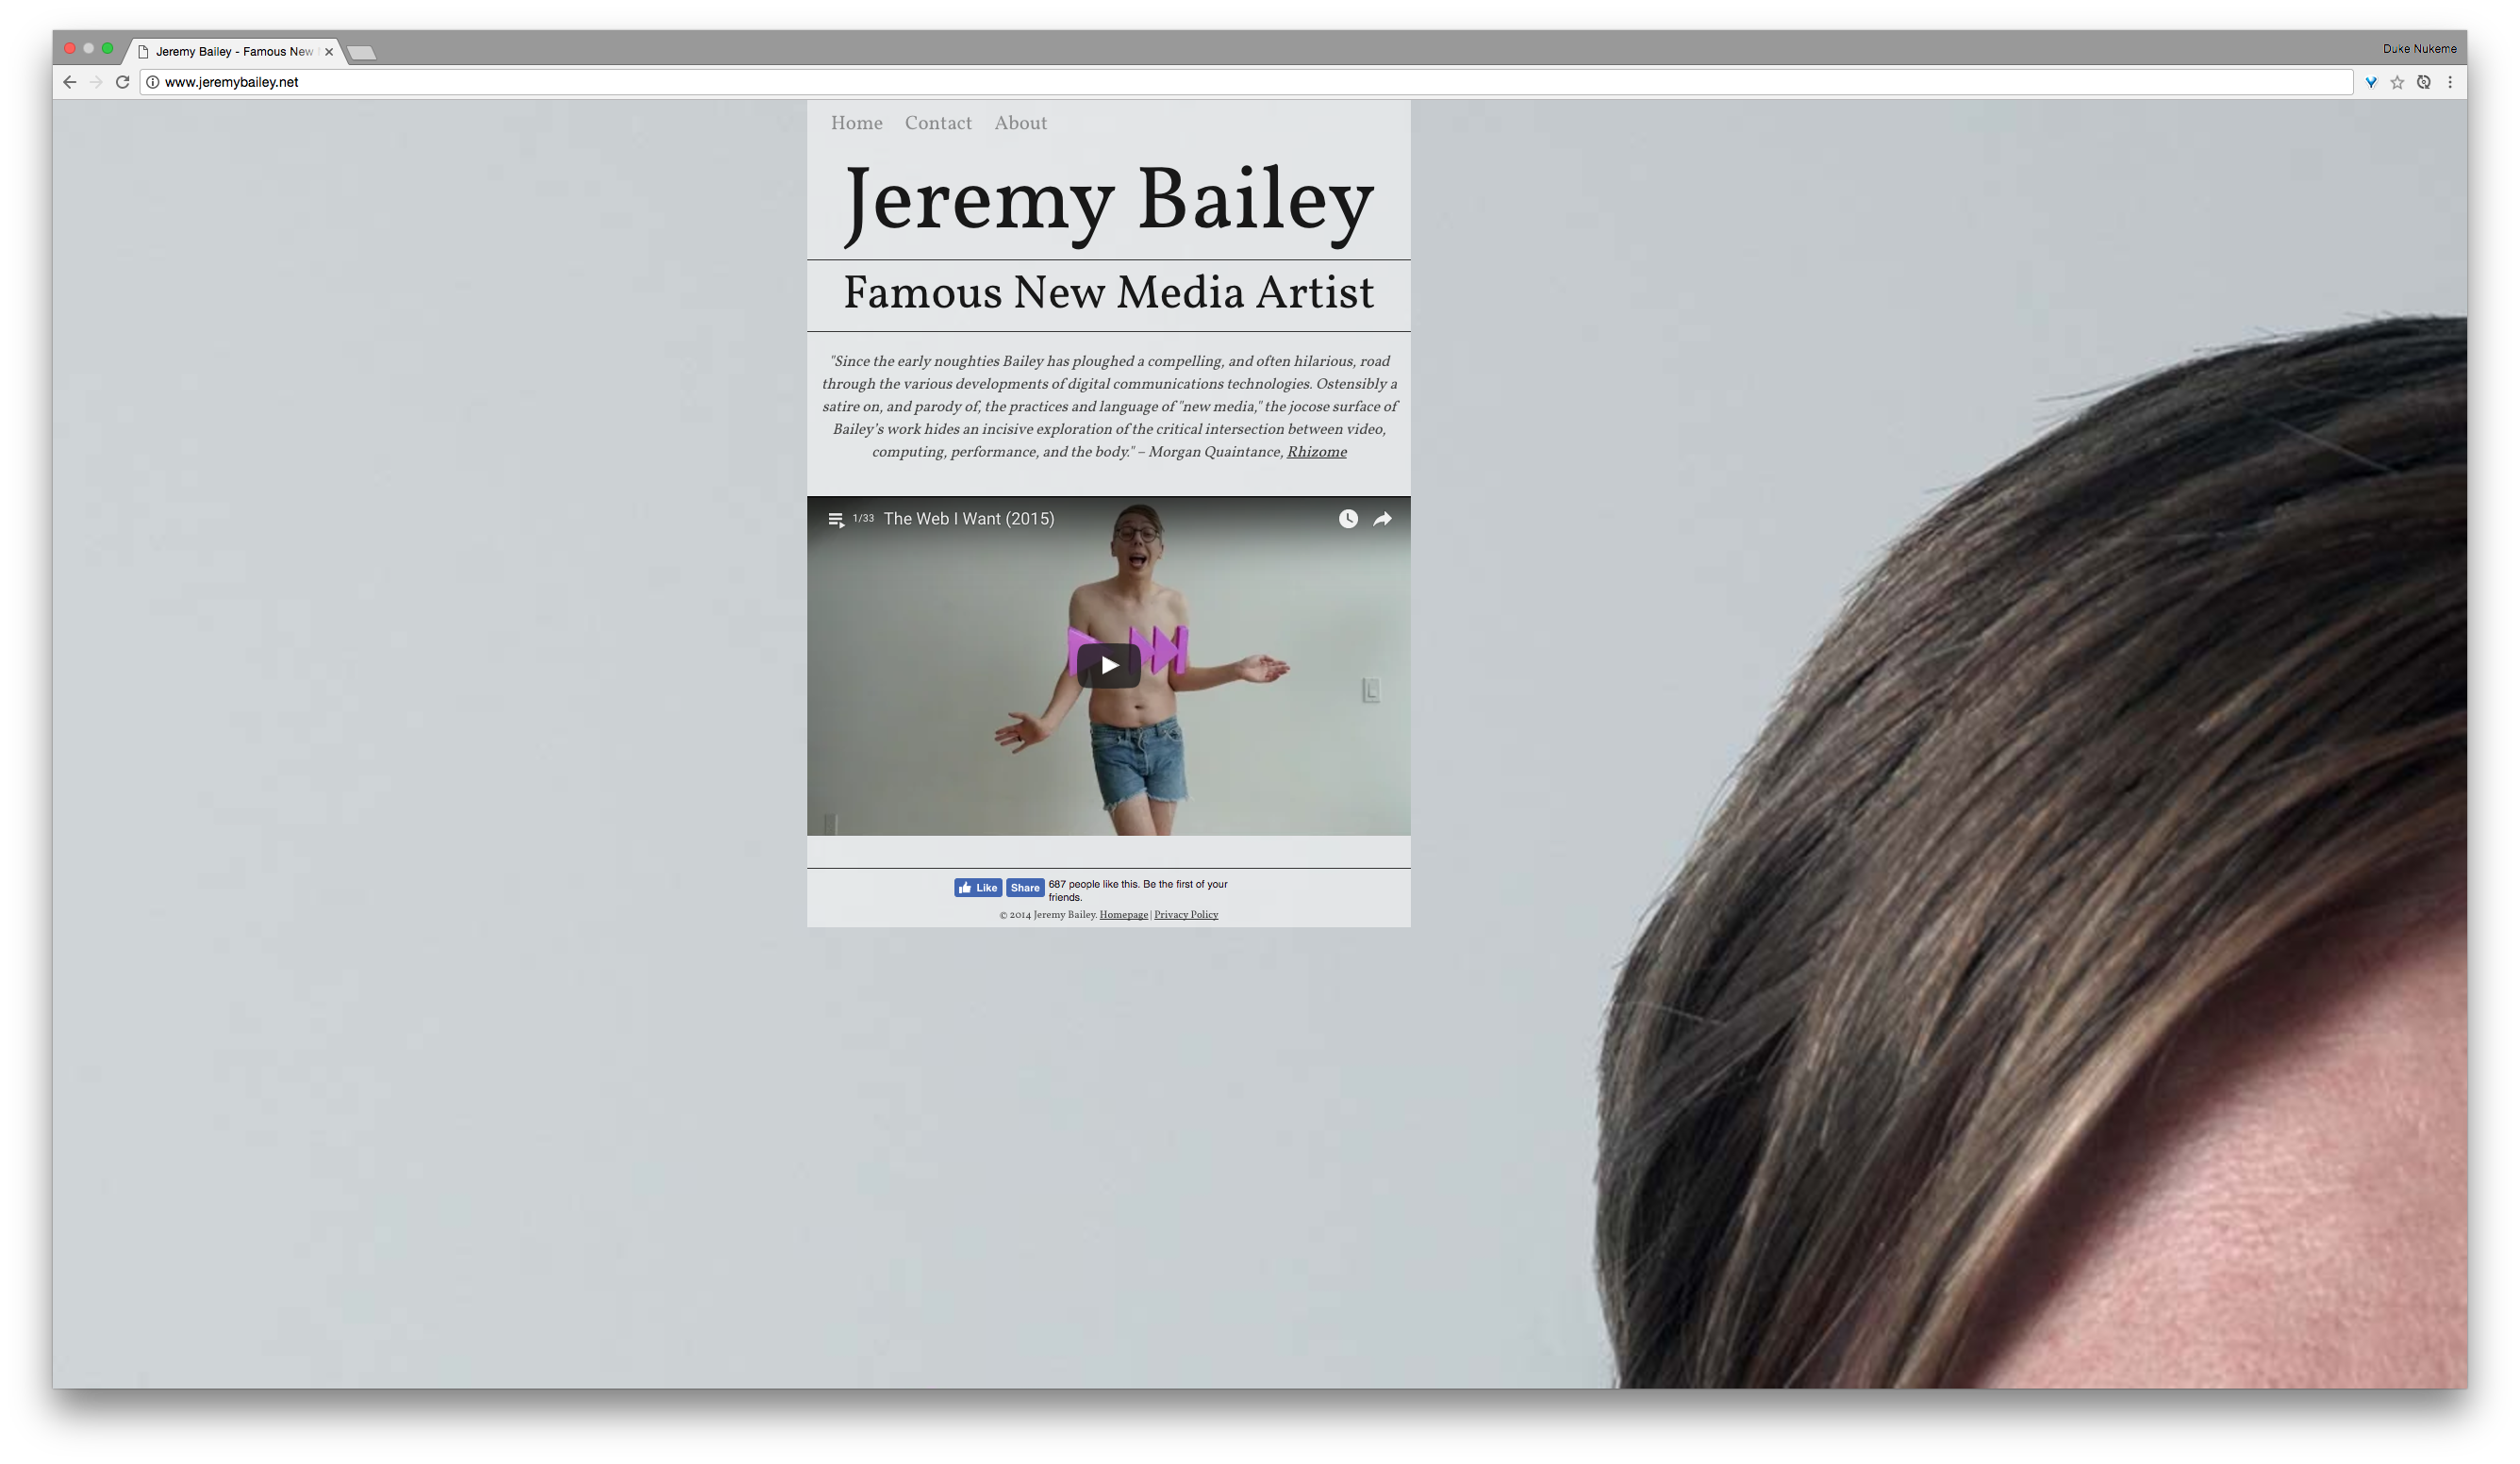 Jeremy Bailey - Famous New
Duke Nukeme
www.jeremybailey.net
Home Contact About
Jeremy Bailey
Famous New Media Artist
"Since the early noughties Bailey has ploughed a compelling, and often hilarious, road
through the various developments of digital communications technologies. Ostensibly a
satire on, and parody of, the practices and language of "new media," the jocose surface of
Bailey's work hides an incisive exploration of the critical intersection between video,
computing, performance, and the body." – Morgan Quaintance, Rhizome
1/33 The Web I Want (2015)
Like Share 687 people like this. Be the first of your
friends.
© 2014 Jeremy Bailey. Homepage | Privacy Policy